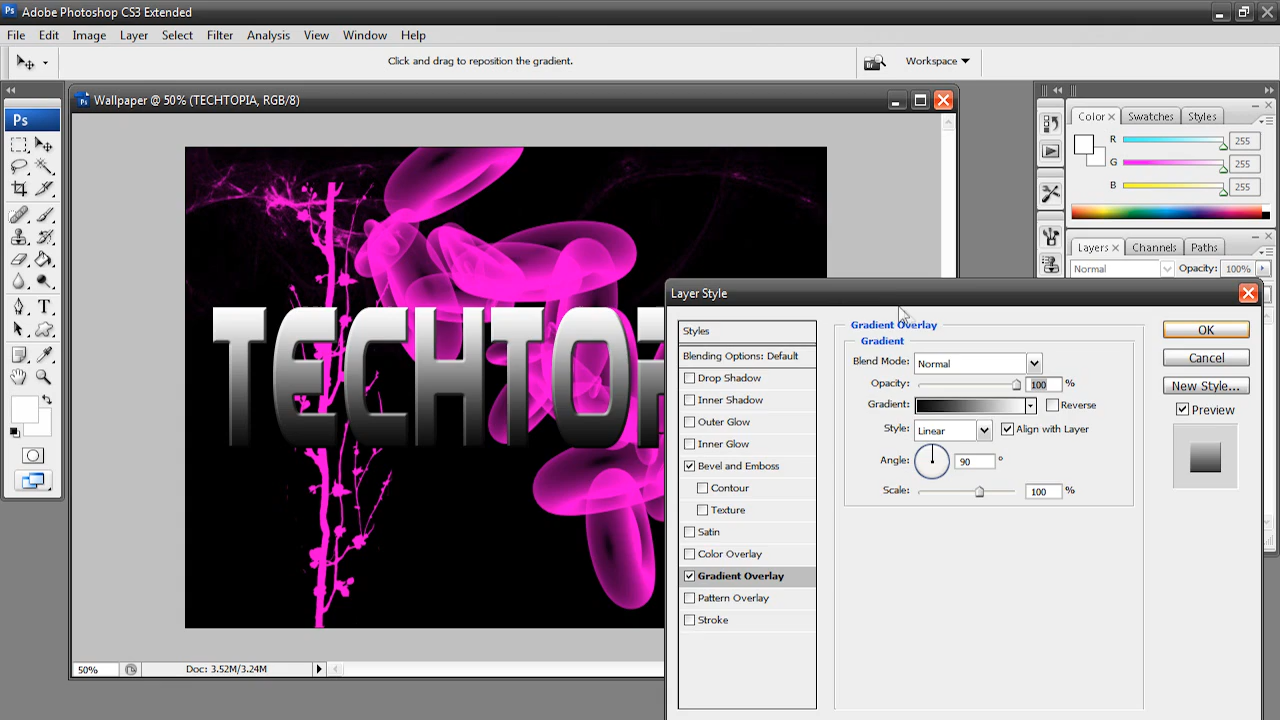 Ps Adobe Photoshop CS3 Extended
File Edit Image Layer Select Filter Analysis View Window Help
Click and drag to reposition the gradient.
Workspace
Ps
Wallpaper @ 50% (TECHTOPIA, RGB/8)
TECHTOP
50%
Doc: 3.52M/3.24M
Color Swatches Styles
R 255
G 255
B 255
Layers Channels Paths
Normal Opacity: 100%
Layer Style
Styles
Blending Options: Default
Drop Shadow
Inner Shadow
Outer Glow
Inner Glow
Bevel and Emboss
Contour
Texture
Satin
Color Overlay
Gradient Overlay
Pattern Overlay
Stroke
Gradient Overlay
Gradient
Blend Mode: Normal
Opacity: 100 %
Gradient: Reverse
Style: Linear Align with Layer
Angle: 90 °
Scale: 100 %
OK
Cancel
New Style...
Preview